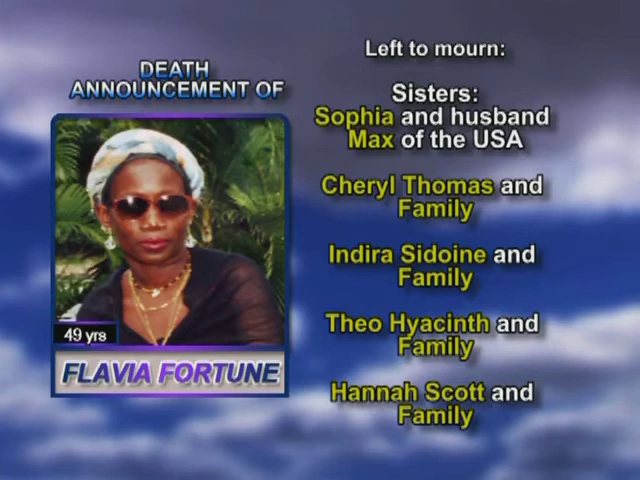 DEATH
ANNOUNCEMENT OF
49 yrs
FLAVIA FORTUNE
Left to mourn:
Sisters:
Sophia and husband
Max of the USA
Cheryl Thomas and
Family
Indira Sidoine and
Family
Theo Hyacinth and
Family
Hannah Scott and
Family